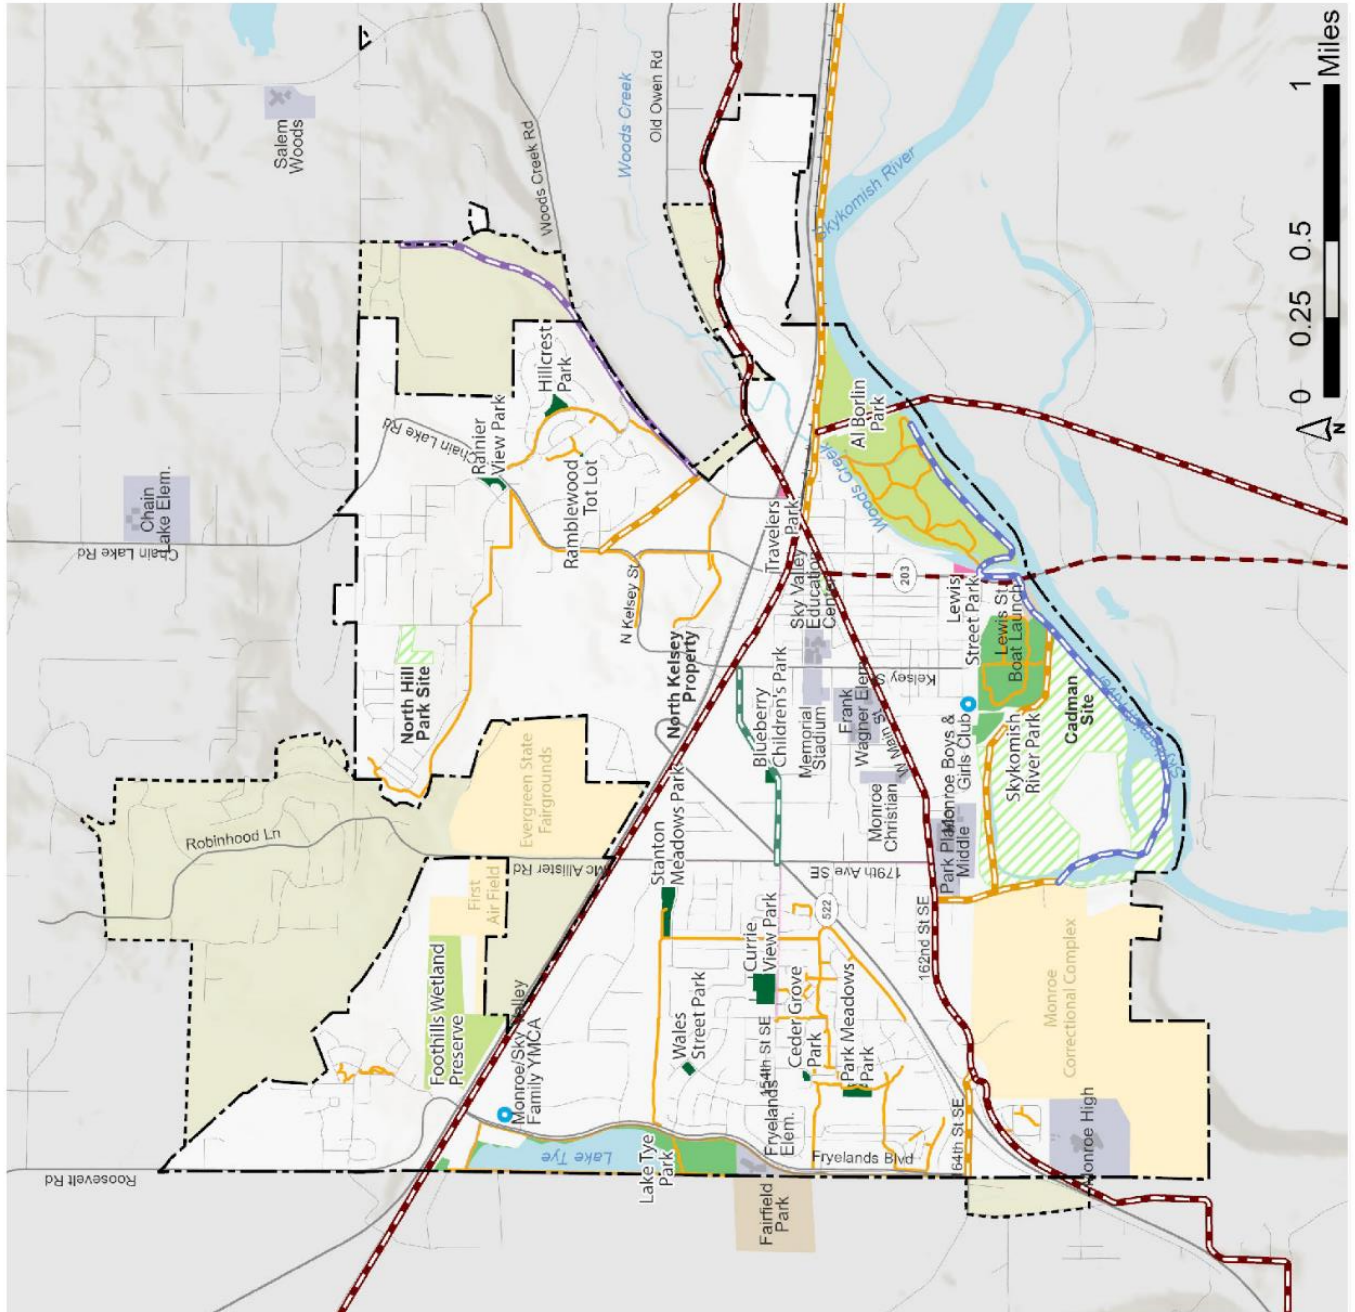 Salem
Woods
Chain
Lake Elem.
Chain Lake Rd
Woods Creek Rd
Woods Creek
Old Owen Rd
Skykomish River
1
Miles
0.5
0.25
0
N
Hillcrest
Park
Rainier
View Park
Chain Lake Rd
Ramblewood
Tot Lot
North Hill
Park Site
N Kelsey St
North Kelsey
Property
Al Borlin
Park
Woods Creek
Travelers
Park
Sky Valley
Education
Center
203
Lewis
Street Park
Lewis St
Boat Launch
Kelsey S
Blueberry
Children's Park
Memorial
Stadium
Frank
Wagner Elem
W Main St
Monroe
Christian
Monroe Boys &
Girls Club
Skykomish
River Park
Cadman
Site
Middle
Robinhood Ln
Evergreen State
Fairgrounds
McAllister Rd
First
Air Field
Stanton
Meadows Park
179th Ave SE
522
162nd St SE
Currie
View Park
Foothills Wetland
Preserve
Monroe/Sky Valley
Family YMCA
Wales
Street Park
154th St SE
Ceder Grove
Park
Park Meadows
Park
Fryelands
Elem.
Fryelands Blvd
64th St SE
Monroe
Correctional Complex
Monroe High
Lake Tye
Lake Tye
Park
Fairfield
Park
Roosevelt Rd